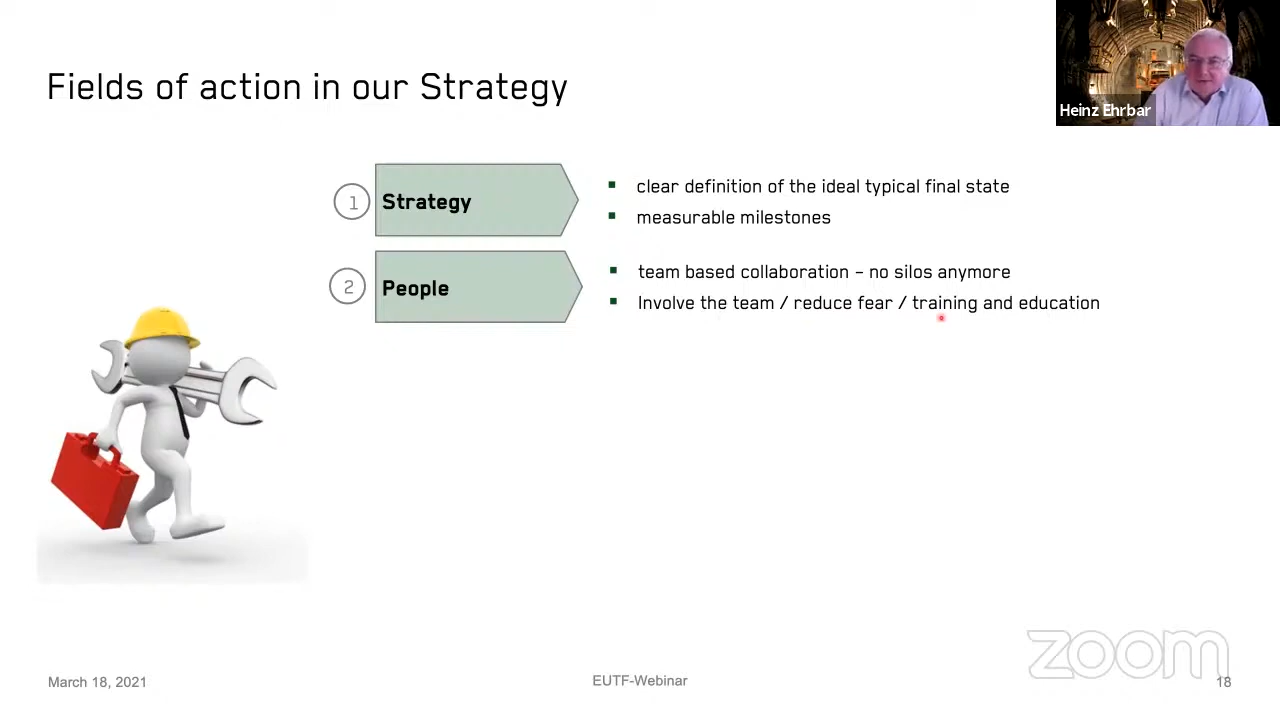 Fields of action in our Strategy
Heinz Ehrbar
1
Strategy
▪ clear definition of the ideal typical final state
▪ measurable milestones
2
People
▪ team based collaboration – no silos anymore
▪ Involve the team / reduce fear / training and education
zoom
March 18, 2021
EUTF-Webinar
18